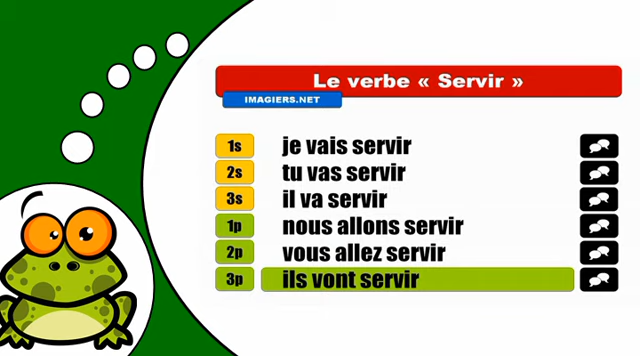 Le verbe « Servir »
IMAGIERS.NET
1s je vais servir
2s tu vas servir
3s il va servir
1p nous allons servir
2p vous allez servir
3p ils vont servir